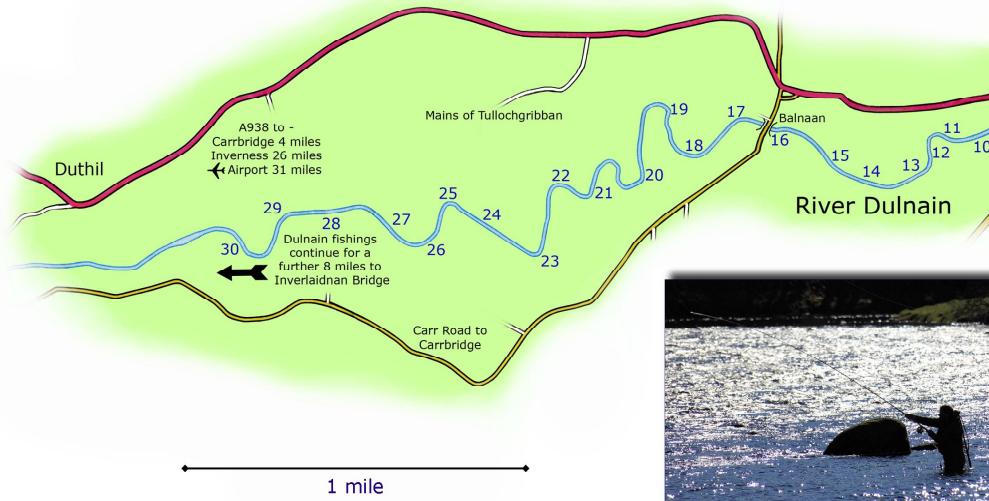 Duthil
A938 to -
Carrbridge 4 miles
Inverness 26 miles
Airport 31 miles
Mains of Tullochgribban
19
17
Balnaan
16
11
18
15
12
10
13
14
20
22
21
River Dulnain
25
24
29
28
27
26
23
30
Dulnain fishings
continue for a
further 8 miles to
Inverlaidnan Bridge
Carr Road to
Carrbridge
1 mile